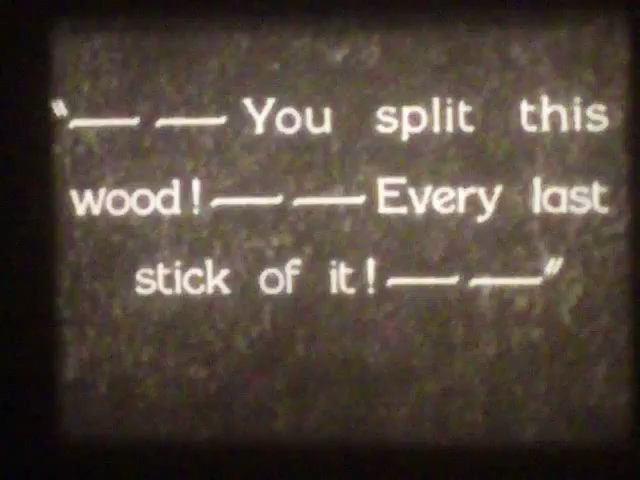 “— — You split this
wood! — — Every last
stick of it! — —”